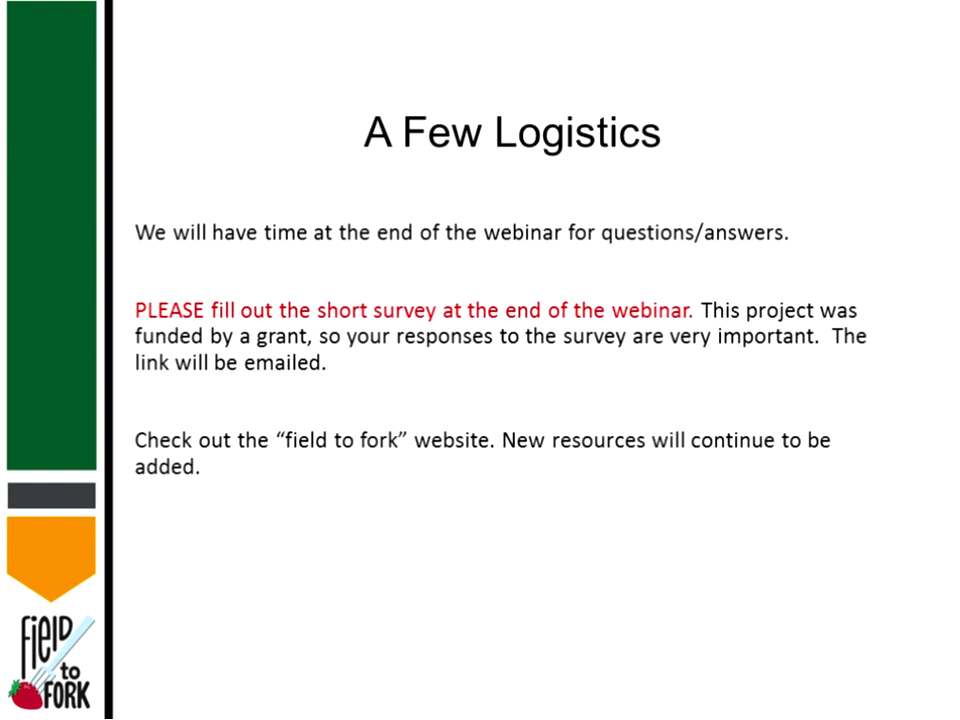 A Few Logistics
We will have time at the end of the webinar for questions/answers.
PLEASE fill out the short survey at the end of the webinar. This project was
funded by a grant, so your responses to the survey are very important.  The
link will be emailed.
Check out the “field to fork” website. New resources will continue to be
added.
FiELD
to
FORK